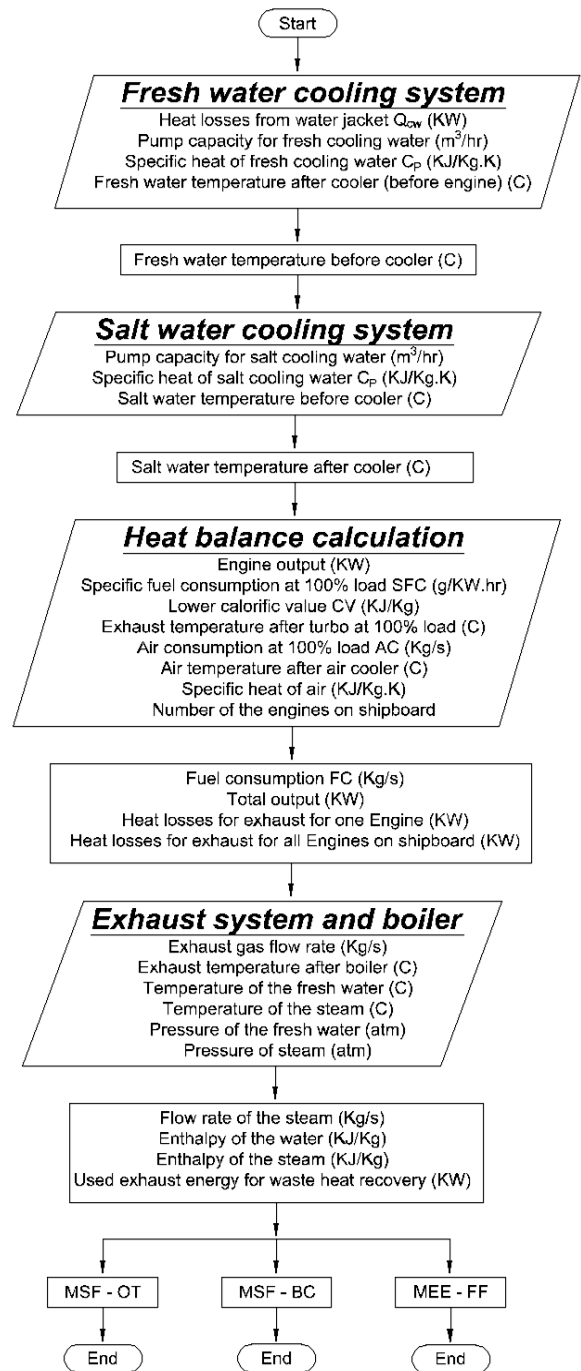 Start
Fresh water cooling system
Heat losses from water jacket Qcw (KW)
Pump capacity for fresh cooling water (m³/hr)
Specific heat of fresh cooling water CP (KJ/Kg.K)
Fresh water temperature after cooler (before engine) (C)
Fresh water temperature before cooler (C)
Salt water cooling system
Pump capacity for salt cooling water (m³/hr)
Specific heat of salt cooling water CP (KJ/Kg.K)
Salt water temperature before cooler (C)
Salt water temperature after cooler (C)
Heat balance calculation
Engine output (KW)
Specific fuel consumption at 100% load SFC (g/KW.hr)
Lower calorific value CV (KJ/Kg)
Exhaust temperature after turbo at 100% load (C)
Air consumption at 100% load AC (Kg/s)
Air temperature after air cooler (C)
Specific heat of air (KJ/Kg.K)
Number of the engines on shipboard
Fuel consumption FC (Kg/s)
Total output (KW)
Heat losses for exhaust for one Engine (KW)
Heat losses for exhaust for all Engines on shipboard (KW)
Exhaust system and boiler
Exhaust gas flow rate (Kg/s)
Exhaust temperature after boiler (C)
Temperature of the fresh water (C)
Temperature of the steam (C)
Pressure of the fresh water (atm)
Pressure of steam (atm)
Flow rate of the steam (Kg/s)
Enthalpy of the water (KJ/Kg)
Enthalpy of the steam (KJ/Kg)
Used exhaust energy for waste heat recovery (KW)
MSF - OT
MSF - BC
MEE - FF
End
End
End